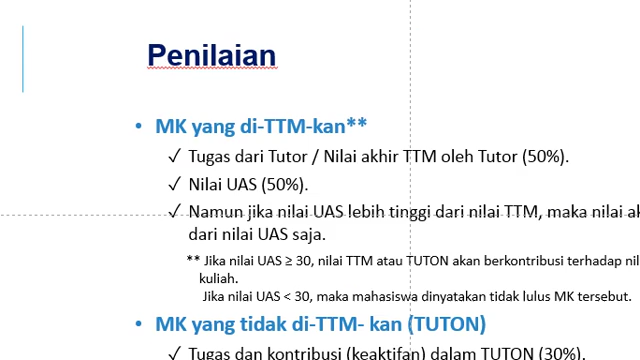 Penilaian
• MK yang di-TTM-kan**
✓ Tugas dari Tutor / Nilai akhir TTM oleh Tutor (50%).
✓ Nilai UAS (50%).
✓ Namun jika nilai UAS lebih tinggi dari nilai TTM, maka nilai
dari nilai UAS saja.
** Jika nilai UAS ≥ 30, nilai TTM atau TUTON akan berkontribusi terhadap
kuliah.
Jika nilai UAS < 30, maka mahasiswa dinyatakan tidak lulus MK tersebut.
• MK yang tidak di-TTM- kan (TUTON)
✓ Tugas dan kontribusi (keaktifan) dalam TUTON (30%).